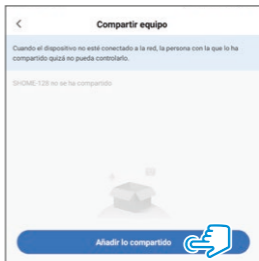 Compartir equipo
Cuando el dispositivo no esté conectado a la red, la persona con la que lo ha
compartido quizá no pueda controlarlo.
SHOME-128 no se ha compartido
Añadir lo compartido